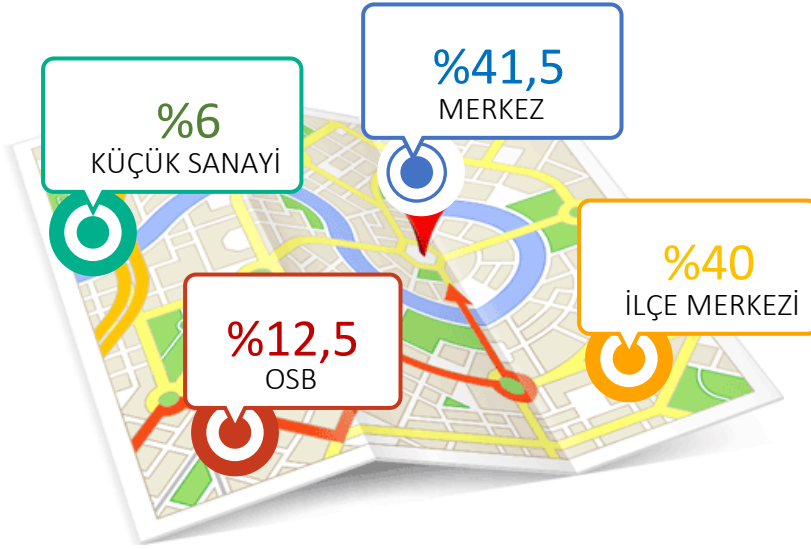 %41,5
MERKEZ
%6
KÜÇÜK SANAYİ
%40
İLÇE MERKEZİ
%12,5
OSB